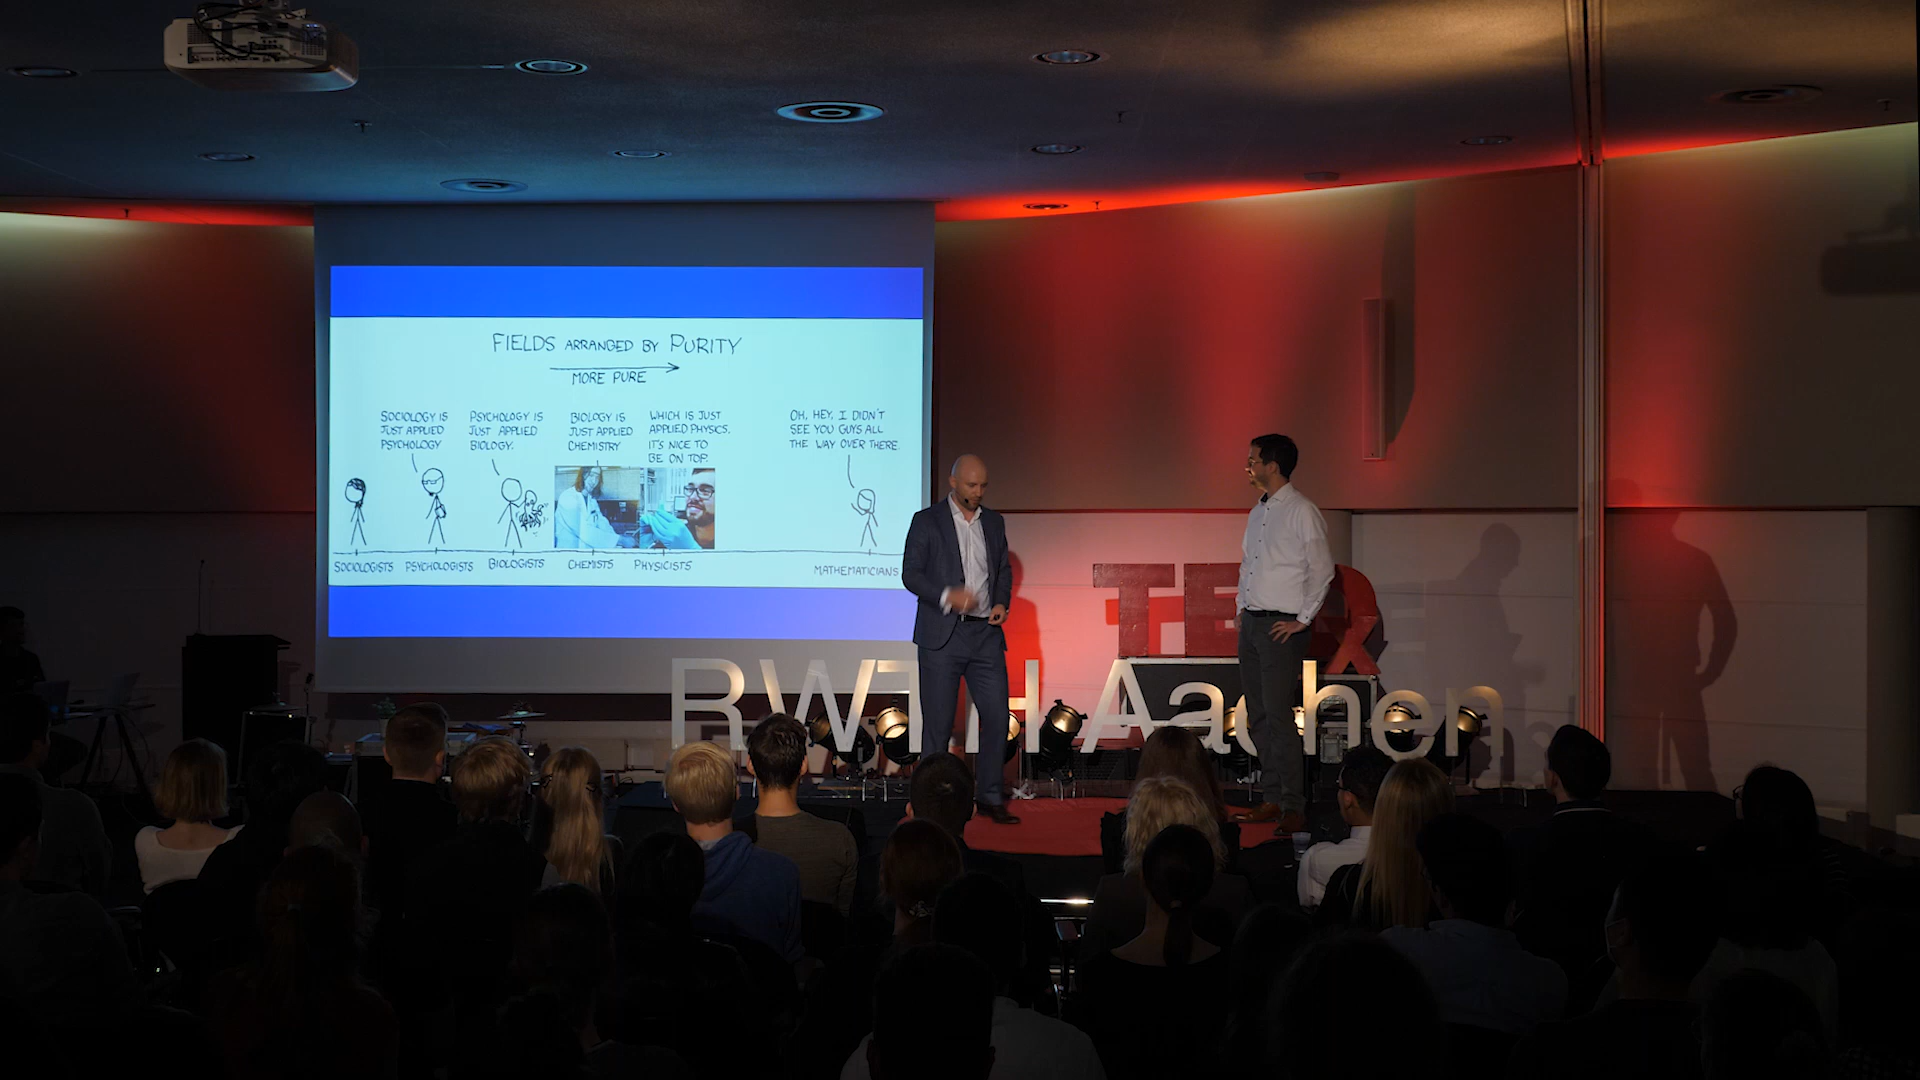 FIELDS ARRANGED BY PURITY
MORE PURE
SOCIOLOGY IS
JUST APPLIED
PSYCHOLOGY
PSYCHOLOGY IS
JUST APPLIED
BIOLOGY.
BIOLOGY IS
JUST APPLIED
CHEMISTRY
WHICH IS JUST
APPLIED PHYSICS.
IT'S NICE TO
BE ON TOP.
OH, HEY, I DIDN'T
SEE YOU GUYS ALL
THE WAY OVER THERE.
SOCIOLOGISTS
PSYCHOLOGISTS
BIOLOGISTS
CHEMISTS
PHYSICISTS
MATHEMATICIANS
TEDx
RWTH Aachen